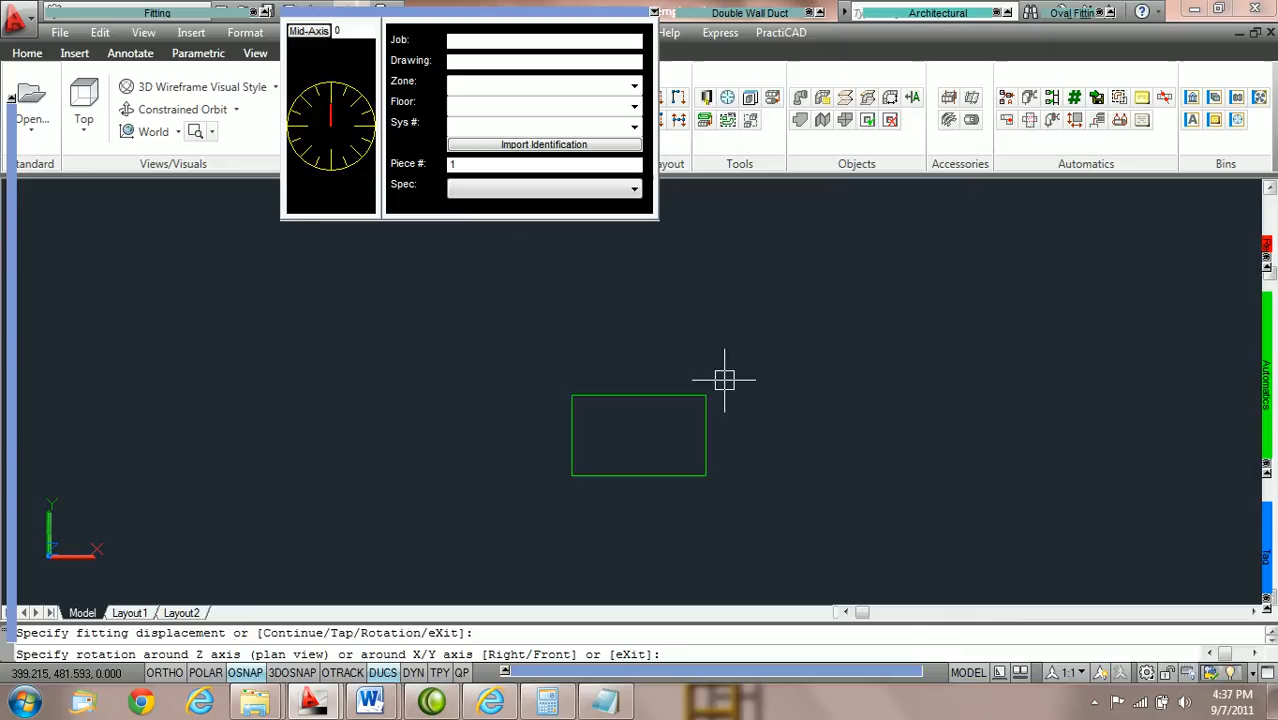 Fitting
Double Wall Duct
Architectural
Oval Fittin
File Edit View Insert Format
Help Express PractiCAD
Home Insert Annotate Parametric View
Mid-Axis 0
Job:
Drawing:
Zone:
Floor:
Sys #:
Import Identification
Piece #: 1
Spec:
Open...
Top
3D Wireframe Visual Style
Constrained Orbit
World
Standard
Views/Visuals
Layout
Tools
Objects
Accessories
Automatics
Bins
Automatics
Tag
Y
X
Model Layout1 Layout2
Specify fitting displacement or [Continue/Tap/Rotation/eXit]:
Specify rotation around Z axis (plan view) or around X/Y axis [Right/Front] or [eXit]:
399.215, 481.593, 0.000 ORTHO POLAR OSNAP 3DOSNAP OTRACK DUCS DYN TPY QP MODEL 1:1
4:37 PM
9/7/2011